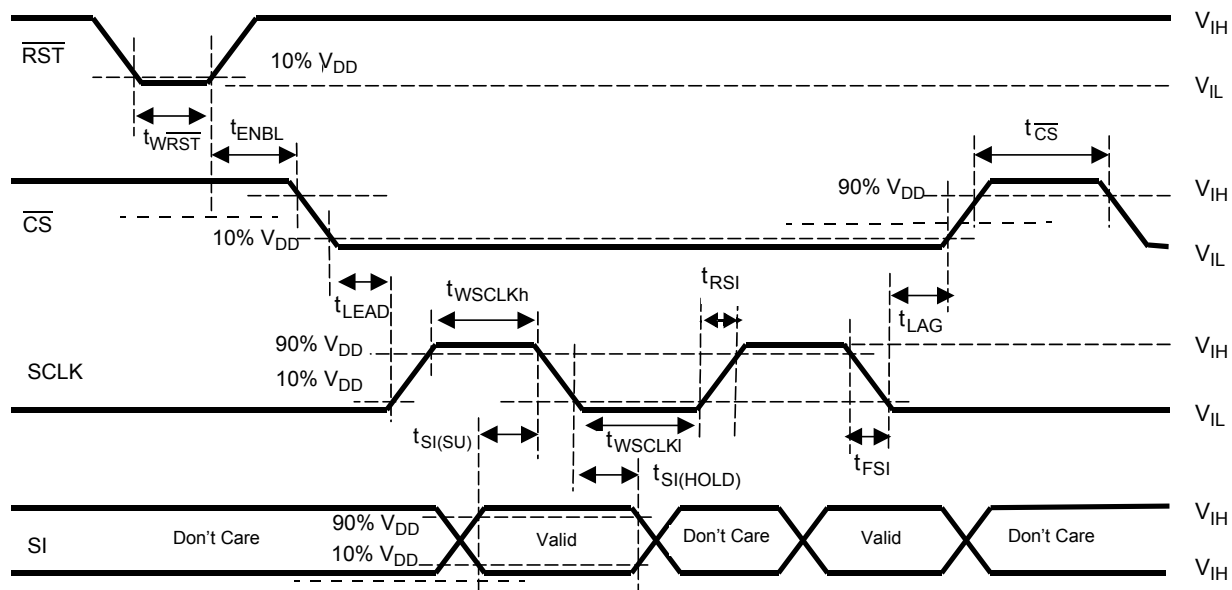 V_IH
RST
10% V_DD
V_IL
t_WRST
t_ENBL
t_CS
90% V_DD
V_IH
CS
10% V_DD
V_IL
t_LEAD
t_WSCLKh
t_RSI
t_LAG
90% V_DD
V_IH
SCLK
10% V_DD
V_IL
t_SI(SU)
t_WSCLKl
t_FSI
t_SI(HOLD)
V_IH
90% V_DD
SI
Don't Care
Valid
Don't Care
Valid
Don't Care
10% V_DD
V_IH